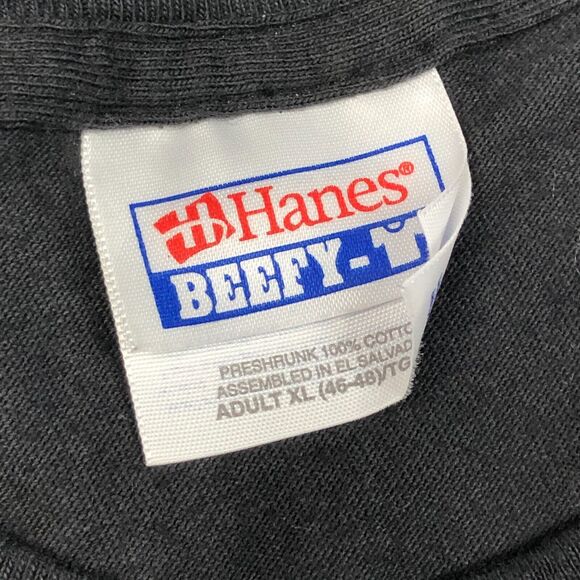 Hanes®
BEEFY-T
PRESHRUNK 100% COTTO
ASSEMBLED IN EL SALVAD
ADULT XL (46-48)/TG